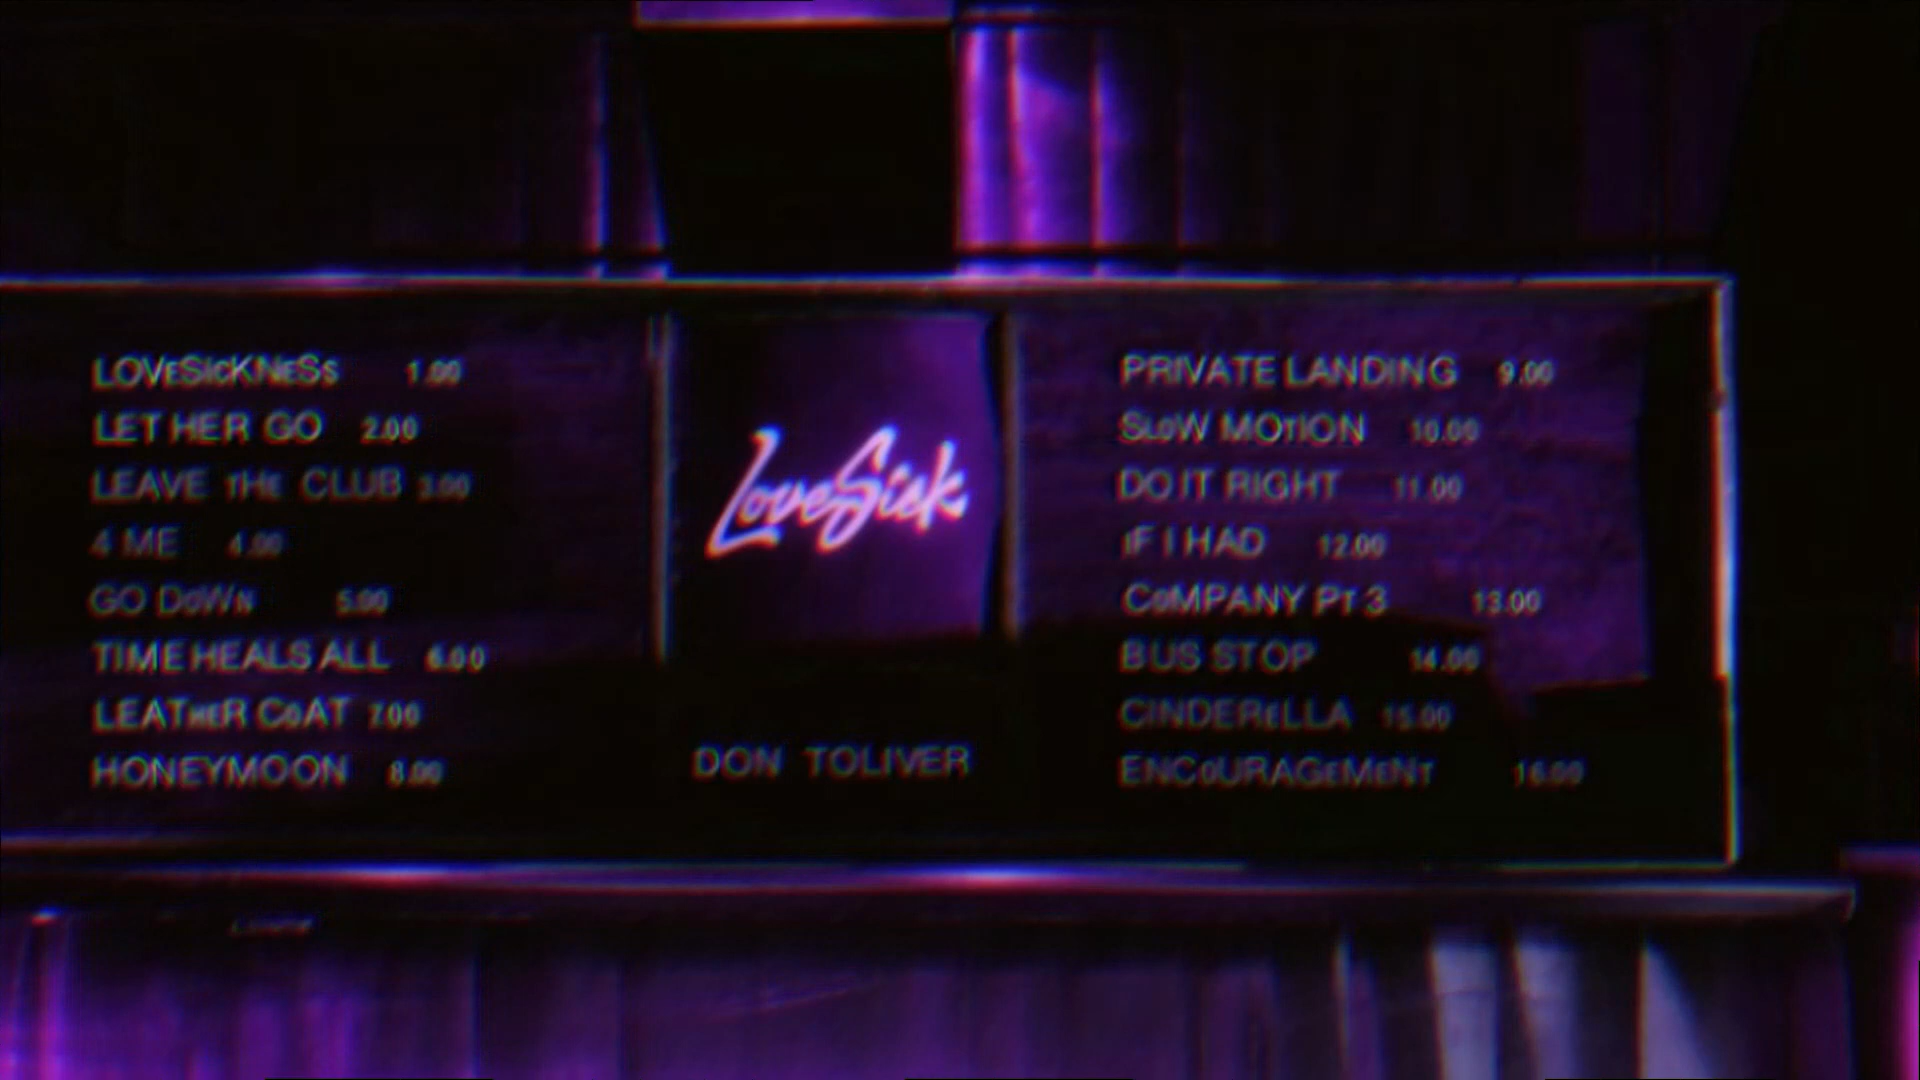 LOVeSicKNeSs 1.00
LET HER GO 2.00
LEAVE tHe CLUB 3.00
4 ME 4.00
GO DoWn 5.00
TIME HEALS ALL 6.00
LEATheR CoAT 7.00
HONEYMOON 8.00
LoveSick
DON TOLIVER
PRIVATE LANDING 9.00
SLoW MOtION 10.00
DO IT RIGHT 11.00
iF I HAD 12.00
CoMPANY Pt 3 13.00
BUS STOP 14.00
CINDEReLLA 15.00
ENCoURAGeMeNt 16.00